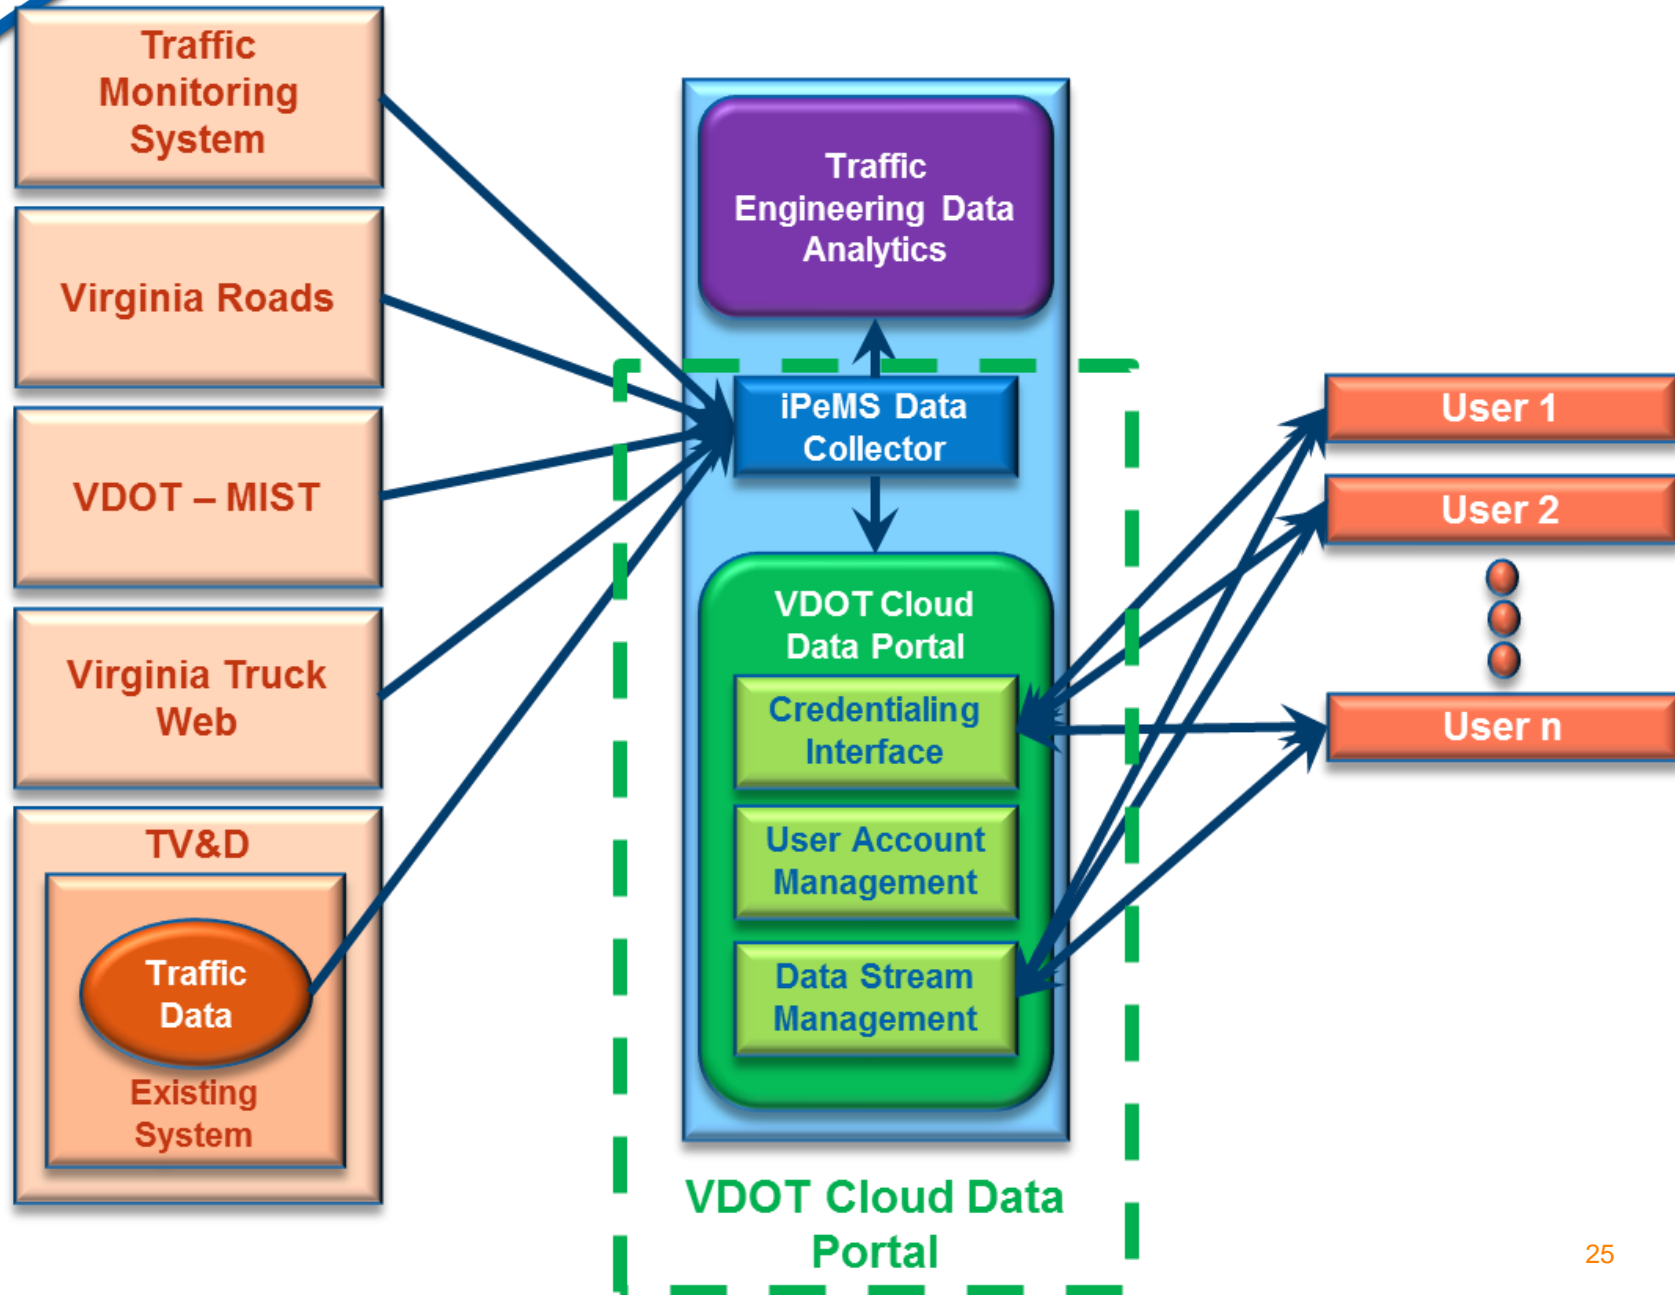 Traffic
Monitoring
System
Virginia Roads
VDOT – MIST
Virginia Truck
Web
TV&D
Traffic
Data
Existing
System
Traffic
Engineering Data
Analytics
iPeMS Data
Collector
VDOT Cloud
Data Portal
Credentialing
Interface
User Account
Management
Data Stream
Management
VDOT Cloud Data
Portal
User 1
User 2
User n
25